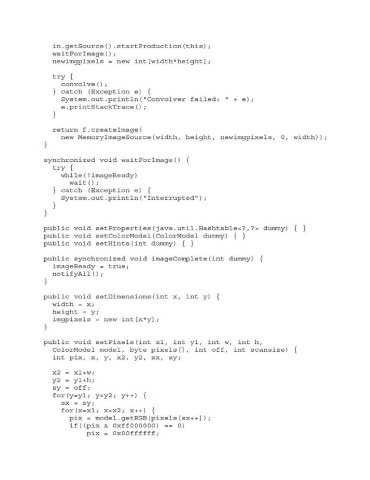 in.getSource().startProduction(this);
waitForImage();
newimgpixels = new int[width*height];

try {
convolve();
} catch (Exception e) {
System.out.println("Convolver failed: " + e);
e.printStackTrace();
}

return f.createImage(
new MemoryImageSource(width, height, newimgpixels, 0, width));
}

synchronized void waitForImage() {
try {
while(!imageReady)
wait();
} catch (Exception e) {
System.out.println("Interrupted");
}
}

public void setProperties(java.util.Hashtable<?,?> dummy) { }
public void setColorModel(ColorModel dummy) { }
public void setHints(int dummy) { }

public synchronized void imageComplete(int dummy) {
imageReady = true;
notifyAll();
}

public void setDimensions(int x, int y) {
width = x;
height = y;
imgpixels = new int[x*y];
}

public void setPixels(int x1, int y1, int w, int h,
ColorModel model, byte pixels[], int off, int scansize) {
int pix, x, y, x2, y2, sx, sy;

x2 = x1+w;
y2 = y1+h;
sy = off;
for(y=y1; y<y2; y++) {
sx = sy;
for(x=x1; x<x2; x++) {
pix = model.getRGB(pixels[sx++]);
if((pix & 0xff000000) == 0)
pix = 0x00ffffff;